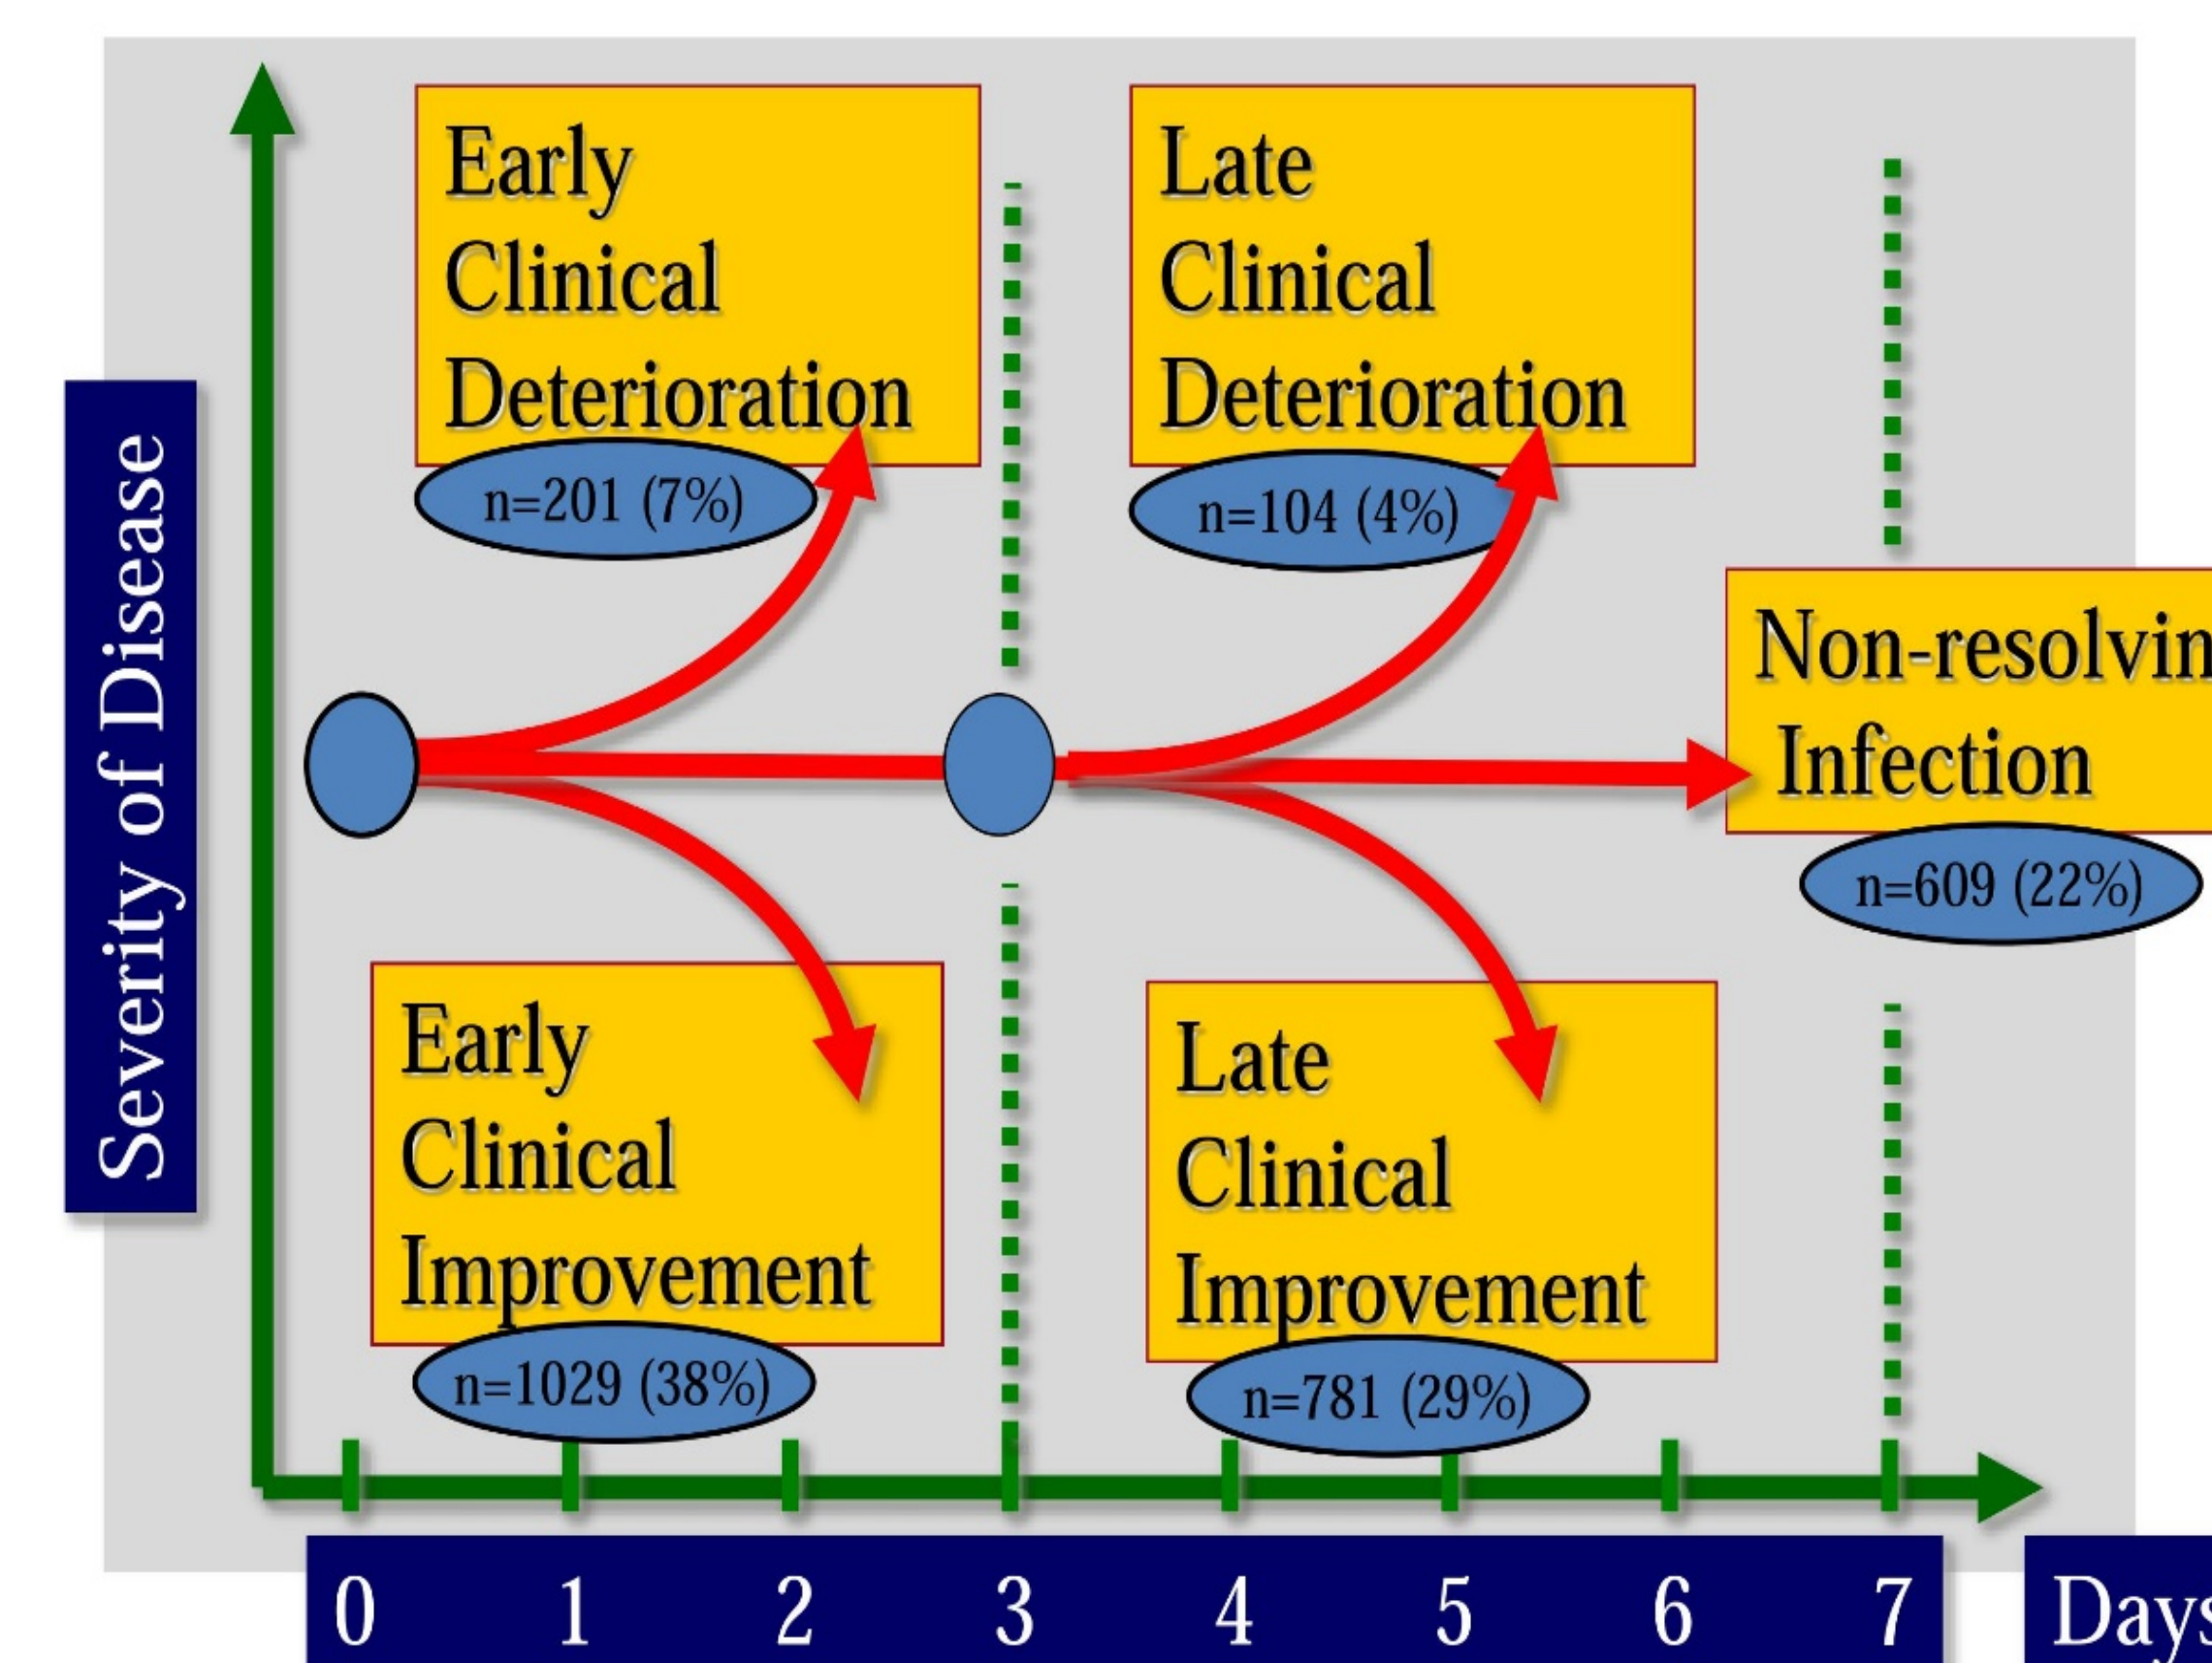 Early
Clinical
Deterioration
n=201 (7%)
Late
Clinical
Deterioration
n=104 (4%)
Severity of Disease
Non-resolvin
Infection
n=609 (22%)
Early
Clinical
Improvement
n=1029 (38%)
Late
Clinical
Improvement
n=781 (29%)
0 1 2 3 4 5 6 7 Days